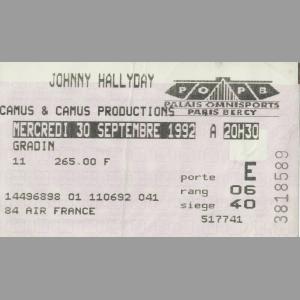 JOHNNY HALLYDAY
POPB
PALAIS OMNISPORTS
PARIS BERCY
CAMUS & CAMUS PRODUCTIONS
MERCREDI 30 SEPTEMBRE 1992 A 20H30
GRADIN
11 265.00 F
porte E
rang 06
14496898 01 110692 041
siege 40
84 AIR FRANCE
517741
3818589